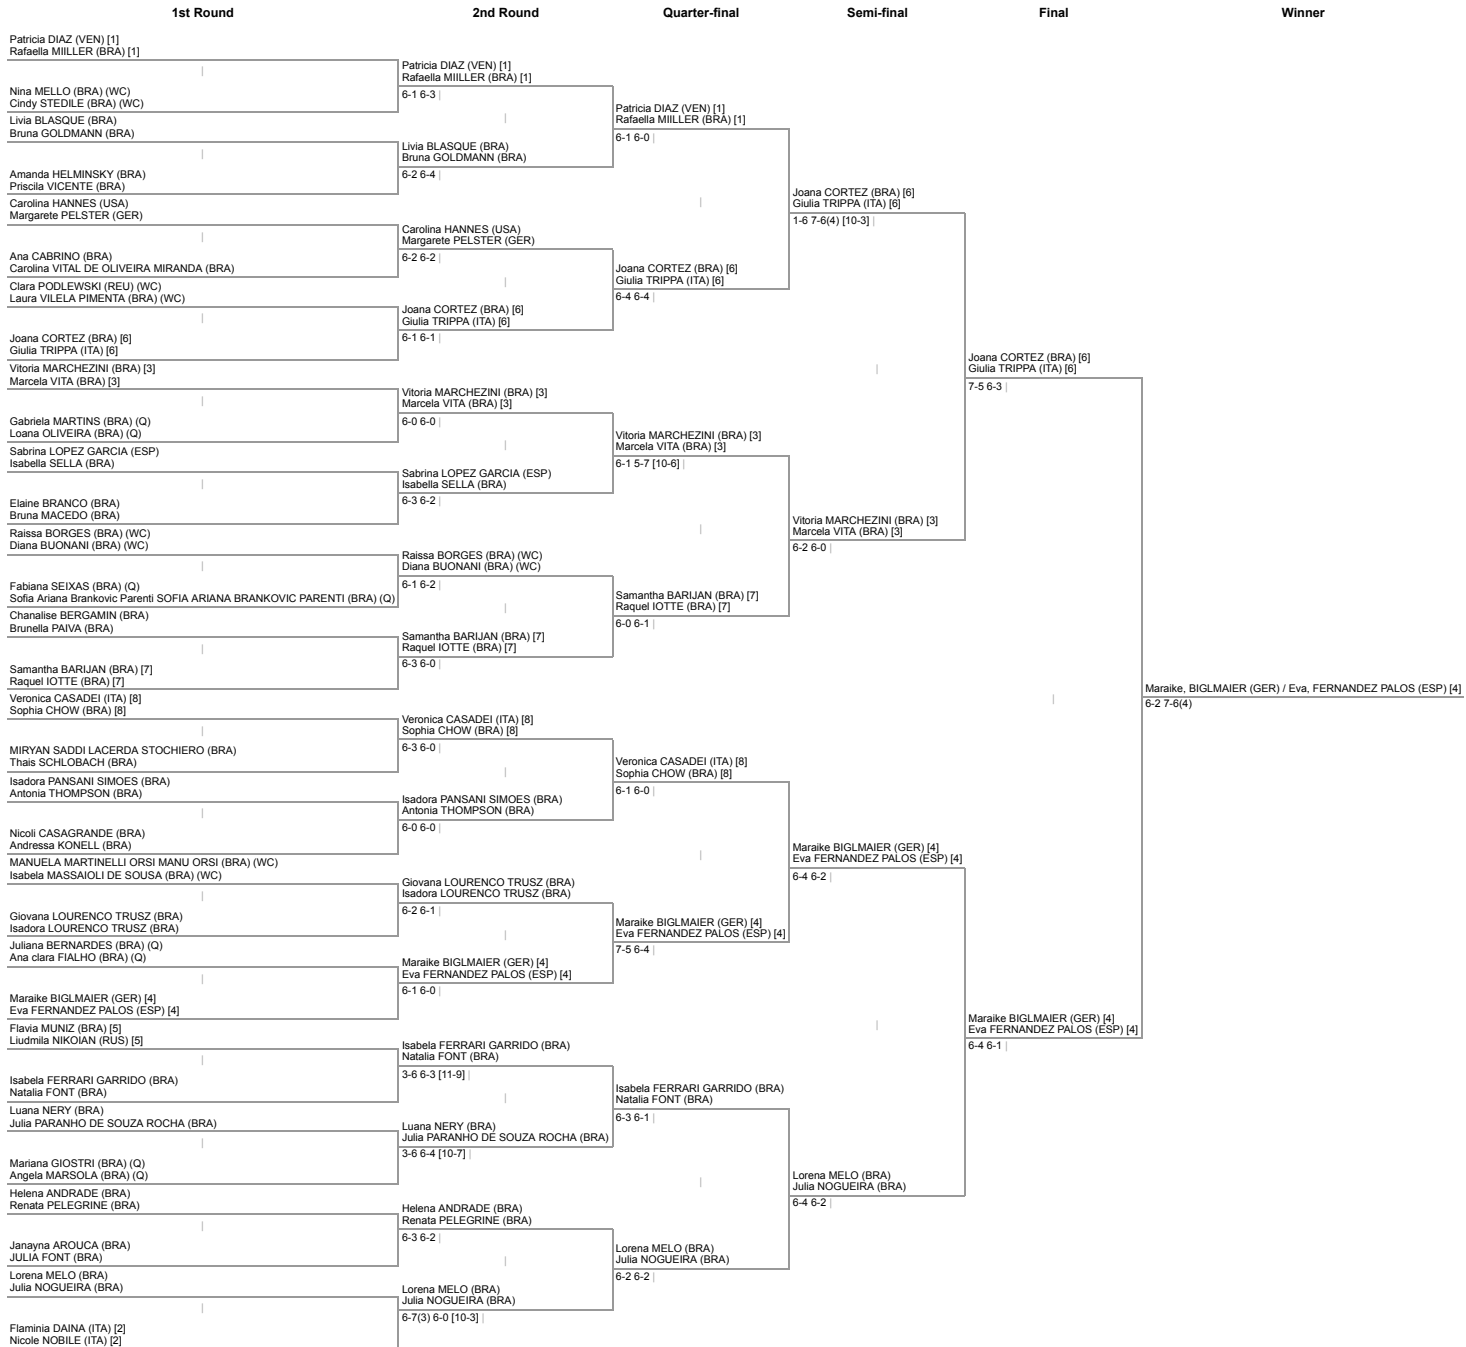 1st Round
2nd Round
Quarter-final
Semi-final
Final
Winner
Patricia DIAZ (VEN) [1]
Rafaella MIILLER (BRA) [1]
Nina MELLO (BRA) (WC)
Cindy STEDILE (BRA) (WC)
Livia BLASQUE (BRA)
Bruna GOLDMANN (BRA)
Amanda HELMINSKY (BRA)
Priscila VICENTE (BRA)
Carolina HANNES (USA)
Margarete PELSTER (GER)
Ana CABRINO (BRA)
Carolina VITAL DE OLIVEIRA MIRANDA (BRA)
Clara PODLEWSKI (REU) (WC)
Laura VILELA PIMENTA (BRA) (WC)
Joana CORTEZ (BRA) [6]
Giulia TRIPPA (ITA) [6]
Vitoria MARCHEZINI (BRA) [3]
Marcela VITA (BRA) [3]
Gabriela MARTINS (BRA) (Q)
Loana OLIVEIRA (BRA) (Q)
Sabrina LOPEZ GARCIA (ESP)
Isabella SELLA (BRA)
Elaine BRANCO (BRA)
Bruna MACEDO (BRA)
Raissa BORGES (BRA) (WC)
Diana BUONANI (BRA) (WC)
Fabiana SEIXAS (BRA) (Q)
Sofia Ariana Brankovic Parenti SOFIA ARIANA BRANKOVIC PARENTI (BRA) (Q)
Chanalise BERGAMIN (BRA)
Brunella PAIVA (BRA)
Samantha BARIJAN (BRA) [7]
Raquel IOTTE (BRA) [7]
Veronica CASADEI (ITA) [8]
Sophia CHOW (BRA) [8]
MIRYAN SADDI LACERDA STOCHIERO (BRA)
Thais SCHLOBACH (BRA)
Isadora PANSANI SIMOES (BRA)
Antonia THOMPSON (BRA)
Nicoli CASAGRANDE (BRA)
Andressa KONELL (BRA)
MANUELA MARTINELLI ORSI MANU ORSI (BRA) (WC)
Isabela MASSAIOLI DE SOUSA (BRA) (WC)
Giovana LOURENCO TRUSZ (BRA)
Isadora LOURENCO TRUSZ (BRA)
Juliana BERNARDES (BRA) (Q)
Ana clara FIALHO (BRA) (Q)
Maraike BIGLMAIER (GER) [4]
Eva FERNANDEZ PALOS (ESP) [4]
Flavia MUNIZ (BRA) [5]
Liudmila NIKOIAN (RUS) [5]
Isabela FERRARI GARRIDO (BRA)
Natalia FONT (BRA)
Luana NERY (BRA)
Julia PARANHO DE SOUZA ROCHA (BRA)
Mariana GIOSTRI (BRA) (Q)
Angela MARSOLA (BRA) (Q)
Helena ANDRADE (BRA)
Renata PELEGRINE (BRA)
Janayna AROUCA (BRA)
JULIA FONT (BRA)
Lorena MELO (BRA)
Julia NOGUEIRA (BRA)
Flaminia DAINA (ITA) [2]
Nicole NOBILE (ITA) [2]
Patricia DIAZ (VEN) [1]
Rafaella MIILLER (BRA) [1]
6-1 6-3
Livia BLASQUE (BRA)
Bruna GOLDMANN (BRA)
6-2 6-4
Carolina HANNES (USA)
Margarete PELSTER (GER)
6-2 6-2
Joana CORTEZ (BRA) [6]
Giulia TRIPPA (ITA) [6]
6-1 6-1
Vitoria MARCHEZINI (BRA) [3]
Marcela VITA (BRA) [3]
6-0 6-0
Sabrina LOPEZ GARCIA (ESP)
Isabella SELLA (BRA)
6-3 6-2
Raissa BORGES (BRA) (WC)
Diana BUONANI (BRA) (WC)
6-1 6-2
Samantha BARIJAN (BRA) [7]
Raquel IOTTE (BRA) [7]
6-3 6-0
Veronica CASADEI (ITA) [8]
Sophia CHOW (BRA) [8]
6-3 6-0
Isadora PANSANI SIMOES (BRA)
Antonia THOMPSON (BRA)
6-0 6-0
Giovana LOURENCO TRUSZ (BRA)
Isadora LOURENCO TRUSZ (BRA)
6-2 6-1
Maraike BIGLMAIER (GER) [4]
Eva FERNANDEZ PALOS (ESP) [4]
6-1 6-0
Isabela FERRARI GARRIDO (BRA)
Natalia FONT (BRA)
3-6 6-3 [11-9]
Luana NERY (BRA)
Julia PARANHO DE SOUZA ROCHA (BRA)
3-6 6-4 [10-7]
Helena ANDRADE (BRA)
Renata PELEGRINE (BRA)
6-3 6-2
Lorena MELO (BRA)
Julia NOGUEIRA (BRA)
6-7(3) 6-0 [10-3]
Patricia DIAZ (VEN) [1]
Rafaella MIILLER (BRA) [1]
6-1 6-0
Joana CORTEZ (BRA) [6]
Giulia TRIPPA (ITA) [6]
6-4 6-4
Vitoria MARCHEZINI (BRA) [3]
Marcela VITA (BRA) [3]
6-1 5-7 [10-6]
Samantha BARIJAN (BRA) [7]
Raquel IOTTE (BRA) [7]
6-0 6-1
Veronica CASADEI (ITA) [8]
Sophia CHOW (BRA) [8]
6-1 6-0
Maraike BIGLMAIER (GER) [4]
Eva FERNANDEZ PALOS (ESP) [4]
7-5 6-4
Isabela FERRARI GARRIDO (BRA)
Natalia FONT (BRA)
6-3 6-1
Lorena MELO (BRA)
Julia NOGUEIRA (BRA)
6-2 6-2
Joana CORTEZ (BRA) [6]
Giulia TRIPPA (ITA) [6]
1-6 7-6(4) [10-3]
Vitoria MARCHEZINI (BRA) [3]
Marcela VITA (BRA) [3]
6-2 6-0
Maraike BIGLMAIER (GER) [4]
Eva FERNANDEZ PALOS (ESP) [4]
6-4 6-2
Lorena MELO (BRA)
Julia NOGUEIRA (BRA)
6-4 6-2
Joana CORTEZ (BRA) [6]
Giulia TRIPPA (ITA) [6]
7-5 6-3
Maraike BIGLMAIER (GER) [4]
Eva FERNANDEZ PALOS (ESP) [4]
6-4 6-1
Maraike, BIGLMAIER (GER) / Eva, FERNANDEZ PALOS (ESP) [4]
6-2 7-6(4)